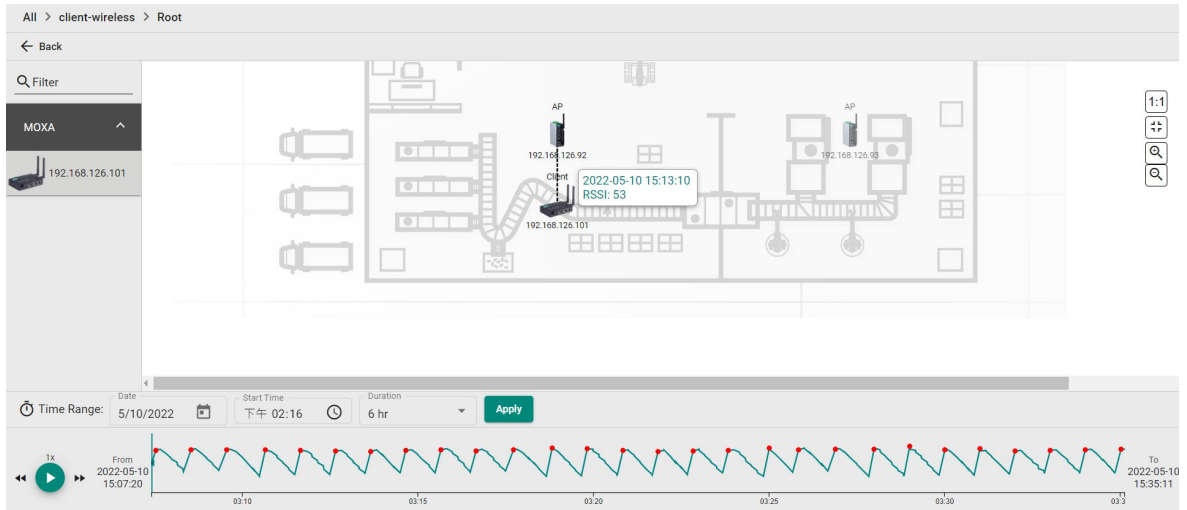 All > client-wireless > Root
← Back
Filter
MOXA
192.168.126.101
AP
192.168.126.92
Client
192.168.126.101
2022-05-10 15:13:10
RSSI: 53
AP
192.168.126.93
1:1
Time Range:
Date
5/10/2022
Start Time
下午 02:16
Duration
6 hr
Apply
1x
From
2022-05-10
15:07:20
03:10
03:15
03:20
03:25
03:30
03:3
To
2022-05-10
15:35:11